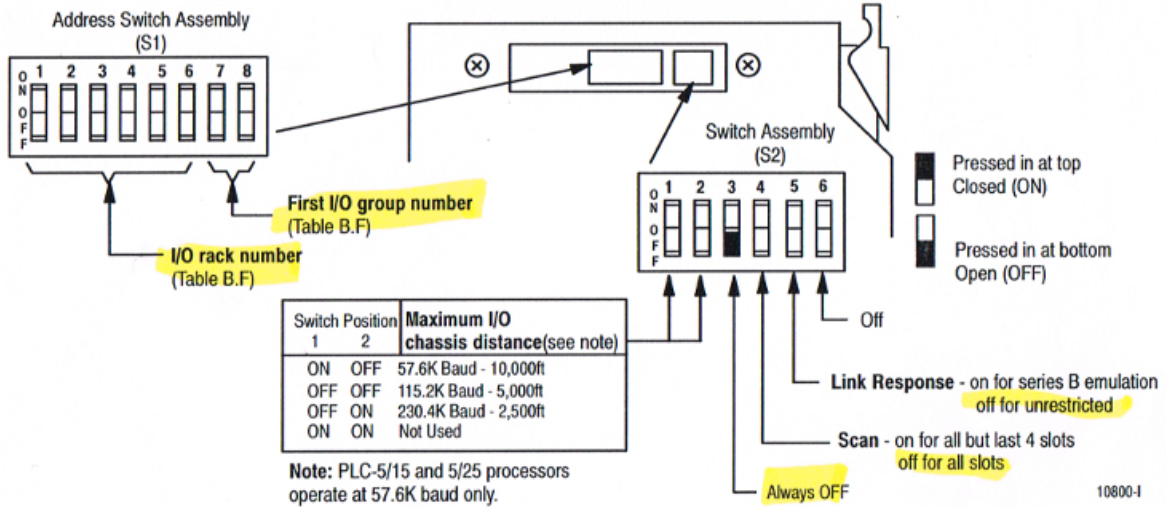 Address Switch Assembly
(S1)
1 2 3 4 5 6 7 8
ON
OFF
First I/O group number
(Table B.F)
I/O rack number
(Table B.F)
Switch Assembly
(S2)
1 2 3 4 5 6
ON
OFF
Pressed in at top
Closed (ON)
Pressed in at bottom
Open (OFF)
Switch Position Maximum I/O
1 2 chassis distance(see note)
ON OFF 57.6K Baud - 10,000ft
OFF OFF 115.2K Baud - 5,000ft
OFF ON 230.4K Baud - 2,500ft
ON ON Not Used
Note: PLC-5/15 and 5/25 processors
operate at 57.6K baud only.
Off
Link Response - on for series B emulation
off for unrestricted
Scan - on for all but last 4 slots
off for all slots
Always OFF
10800-I